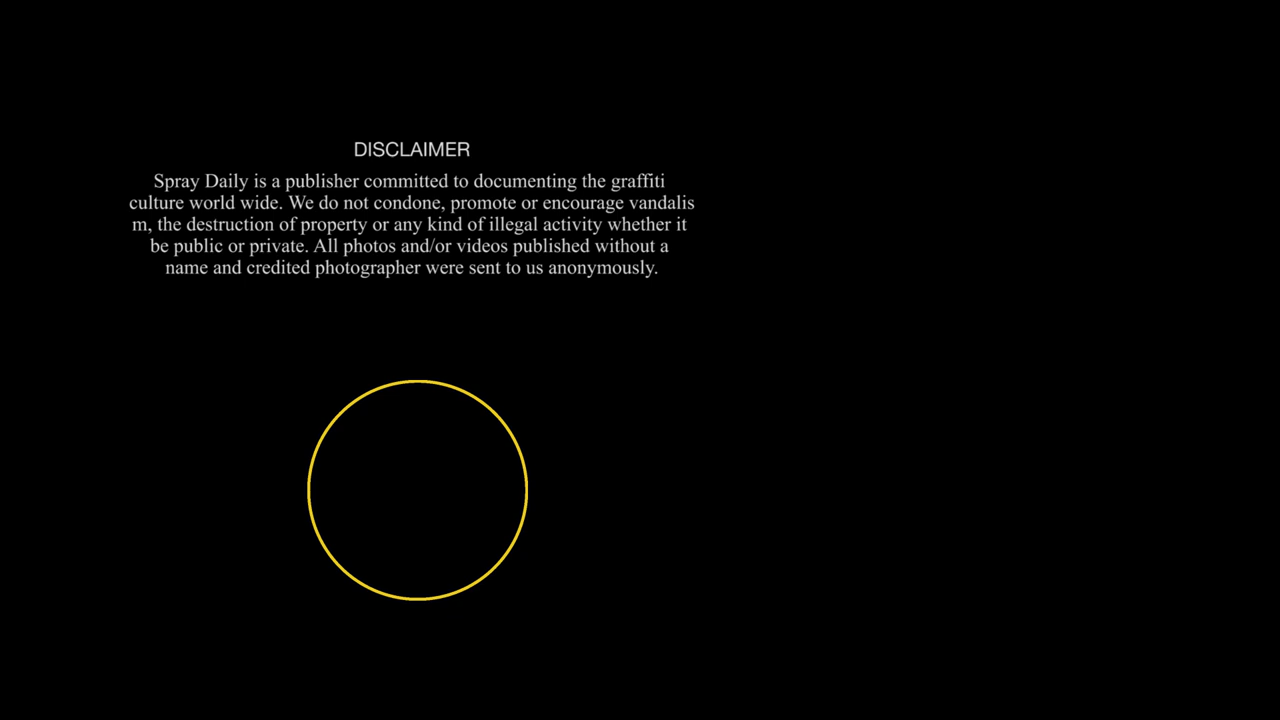 DISCLAIMER
Spray Daily is a publisher committed to documenting the graffiti
culture world wide. We do not condone, promote or encourage vandalis
m, the destruction of property or any kind of illegal activity whether it
be public or private. All photos and/or videos published without a
name and credited photographer were sent to us anonymously.